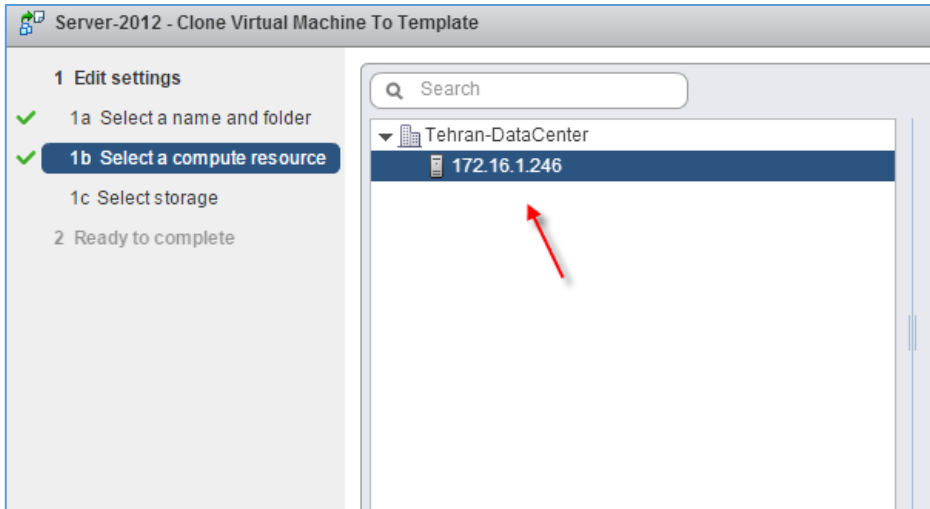 Server-2012 - Clone Virtual Machine To Template
1 Edit settings
1a Select a name and folder
1b Select a compute resource
1c Select storage
2 Ready to complete
Search
Tehran-DataCenter
172.16.1.246